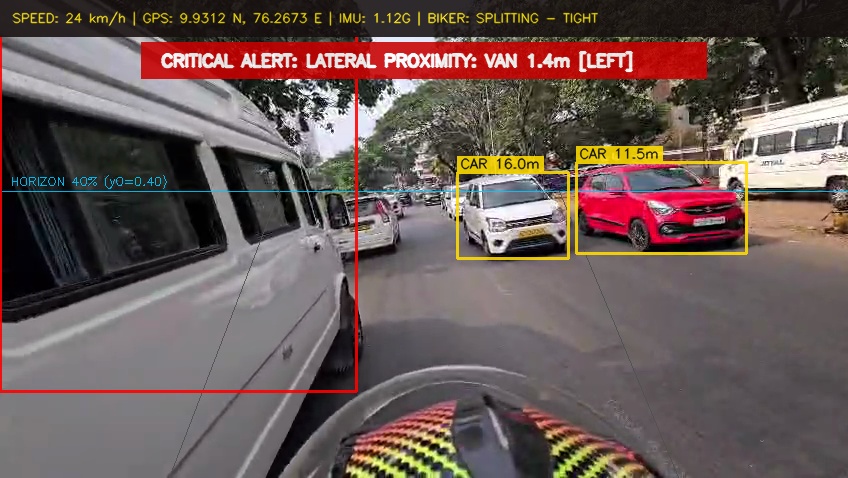 SPEED: 24 km/h | GPS: 9.9312 N, 76.2673 E | IMU: 1.12G | BIKER: SPLITTING – TIGHT
CRITICAL ALERT: LATERAL PROXIMITY: VAN 1.4m [LEFT]
CAR 16.0m
CAR 11.5m
HORIZON 40% (y0=0.40)